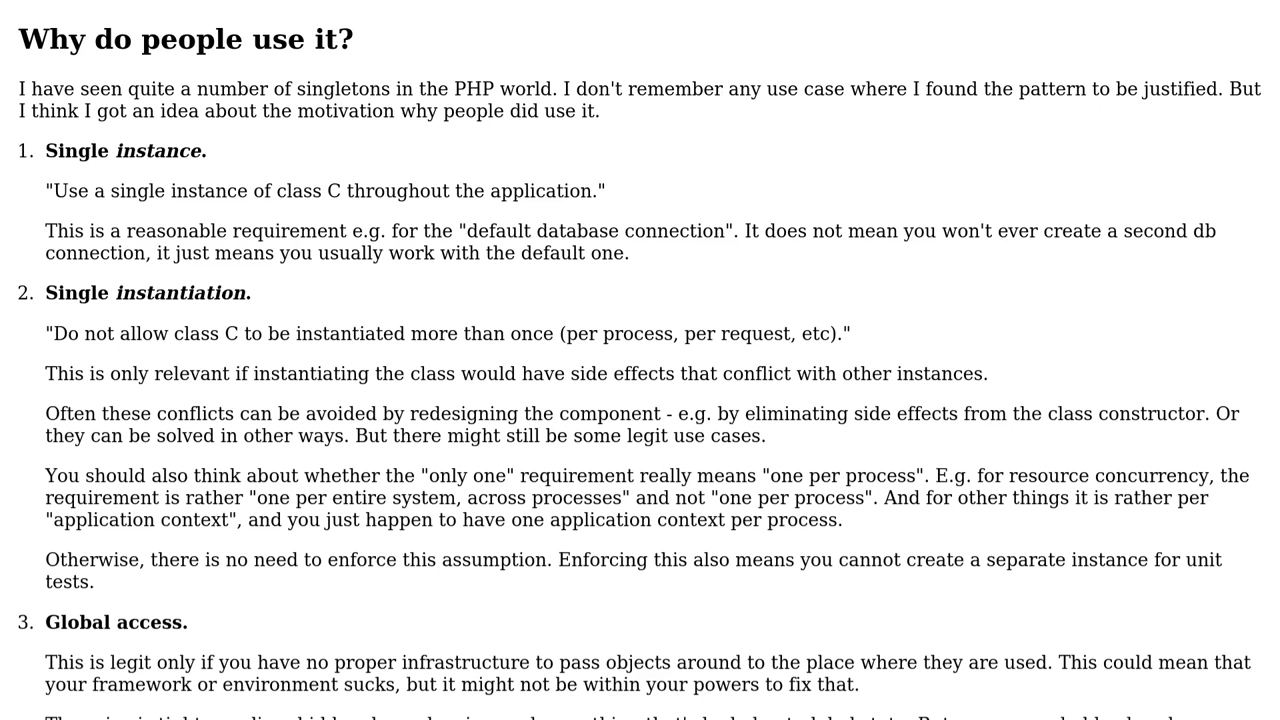 Why do people use it?
I have seen quite a number of singletons in the PHP world. I don't remember any use case where I found the pattern to be justified. But
I think I got an idea about the motivation why people did use it.
1. Single instance.
"Use a single instance of class C throughout the application."
This is a reasonable requirement e.g. for the "default database connection". It does not mean you won't ever create a second db
connection, it just means you usually work with the default one.
2. Single instantiation.
"Do not allow class C to be instantiated more than once (per process, per request, etc)."
This is only relevant if instantiating the class would have side effects that conflict with other instances.
Often these conflicts can be avoided by redesigning the component - e.g. by eliminating side effects from the class constructor. Or
they can be solved in other ways. But there might still be some legit use cases.
You should also think about whether the "only one" requirement really means "one per process". E.g. for resource concurrency, the
requirement is rather "one per entire system, across processes" and not "one per process". And for other things it is rather per
"application context", and you just happen to have one application context per process.
Otherwise, there is no need to enforce this assumption. Enforcing this also means you cannot create a separate instance for unit
tests.
3. Global access.
This is legit only if you have no proper infrastructure to pass objects around to the place where they are used. This could mean that
your framework or environment sucks, but it might not be within your powers to fix that.